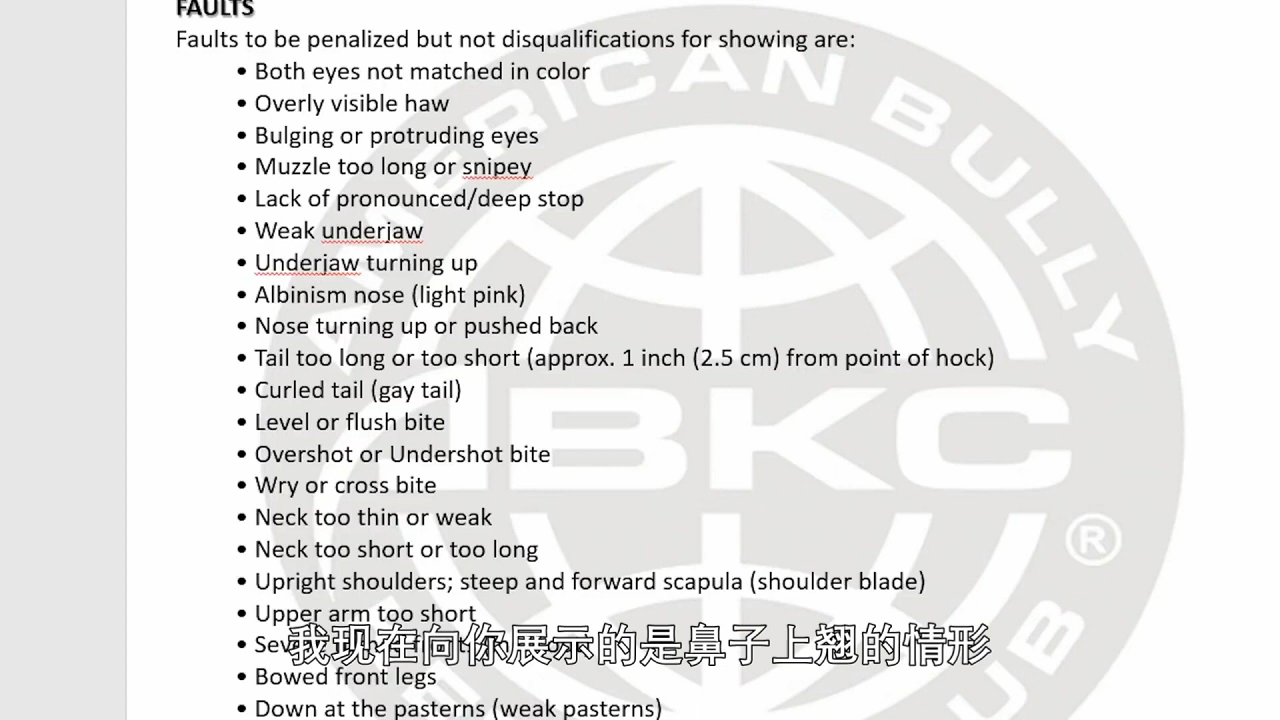 FAULTS
Faults to be penalized but not disqualifications for showing are:
• Both eyes not matched in color
• Overly visible haw
• Bulging or protruding eyes
• Muzzle too long or snipey
• Lack of pronounced/deep stop
• Weak underjaw
• Underjaw turning up
• Albinism nose (light pink)
• Nose turning up or pushed back
• Tail too long or too short (approx. 1 inch (2.5 cm) from point of hock)
• Curled tail (gay tail)
• Level or flush bite
• Overshot or Undershot bite
• Wry or cross bite
• Neck too thin or weak
• Neck too short or too long
• Upright shoulders; steep and forward scapula (shoulder blade)
• Upper arm too short
我现在向你展示的是鼻子上翘的情形
• Bowed front legs
• Down at the pasterns (weak pasterns)
AMERICAN BULLY
BKC
®